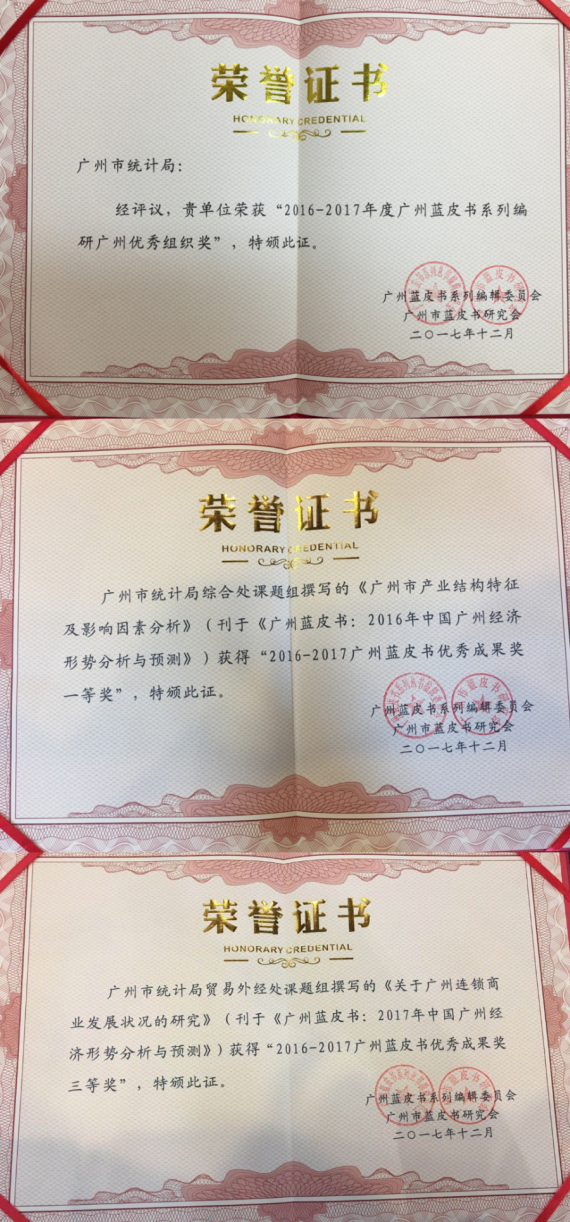 荣誉证书
HONORARY CREDENTIAL
广州市统计局：
经评议，贵单位荣获“2016-2017年度广州蓝皮书系列编
研广州优秀组织奖”，特颁此证。
广州蓝皮书系列编辑委员会
广州市蓝皮书研究会
二〇一七年十二月
荣誉证书
HONORARY CREDENTIAL
广州市统计局综合处课题组撰写的《广州市产业结构特征
及影响因素分析》（刊于《广州蓝皮书：2016年中国广州经济
形势分析与预测》）获得“2016-2017广州蓝皮书优秀成果奖
一等奖”，特颁此证。
广州蓝皮书系列编辑委员会
广州市蓝皮书研究会
二〇一七年十二月
荣誉证书
HONORARY CREDENTIAL
广州市统计局贸易外经处课题组撰写的《关于广州连锁商
业发展状况的研究》（刊于《广州蓝皮书：2017年中国广州经
济形势分析与预测》）获得“2016-2017广州蓝皮书优秀成果奖
三等奖”，特颁此证。
广州蓝皮书系列编辑委员会
广州市蓝皮书研究会
二〇一七年十二月